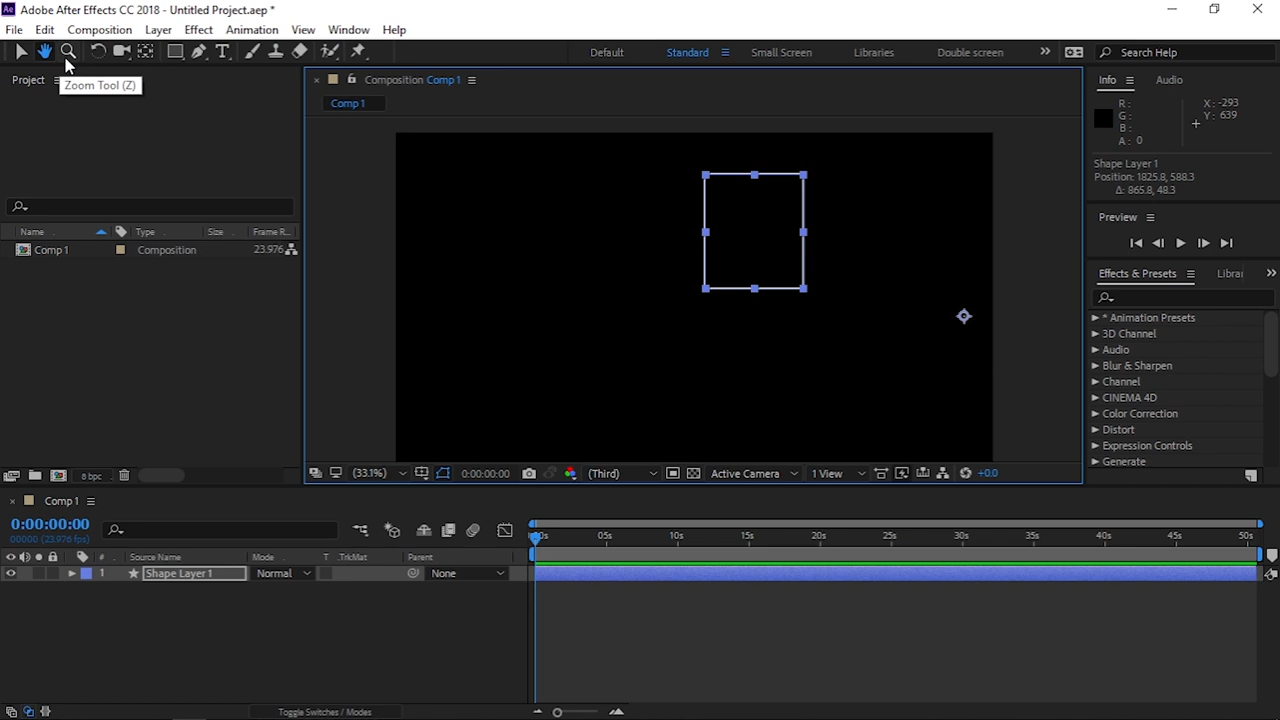 Adobe After Effects CC 2018 - Untitled Project.aep *
File Edit Composition Layer Effect Animation View Window Help
Default Standard Small Screen Libraries Double screen Search Help
Zoom Tool (Z)
Project
Composition Comp 1
Comp 1
Info Audio
R:
G:
B:
A: 0
X: -293
Y: 639
Shape Layer 1
Position: 1825.8, 588.3
Δ: 865.8, 48.3
Preview
Name Type Size Frame R...
Comp 1 Composition 23.976
Effects & Presets Librar
* Animation Presets
3D Channel
Audio
Blur & Sharpen
Channel
CINEMA 4D
Color Correction
Distort
Expression Controls
Generate
8 bpc
(33.1%) 0:00:00:00 (Third) Active Camera 1 View +0.0
Comp 1
0:00:00:00
00000 (23.976 fps)
# Source Name Mode T .TrkMat Parent
1 Shape Layer 1 Normal None
05s 10s 15s 20s 25s 30s 35s 40s 45s 50s
Toggle Switches / Modes